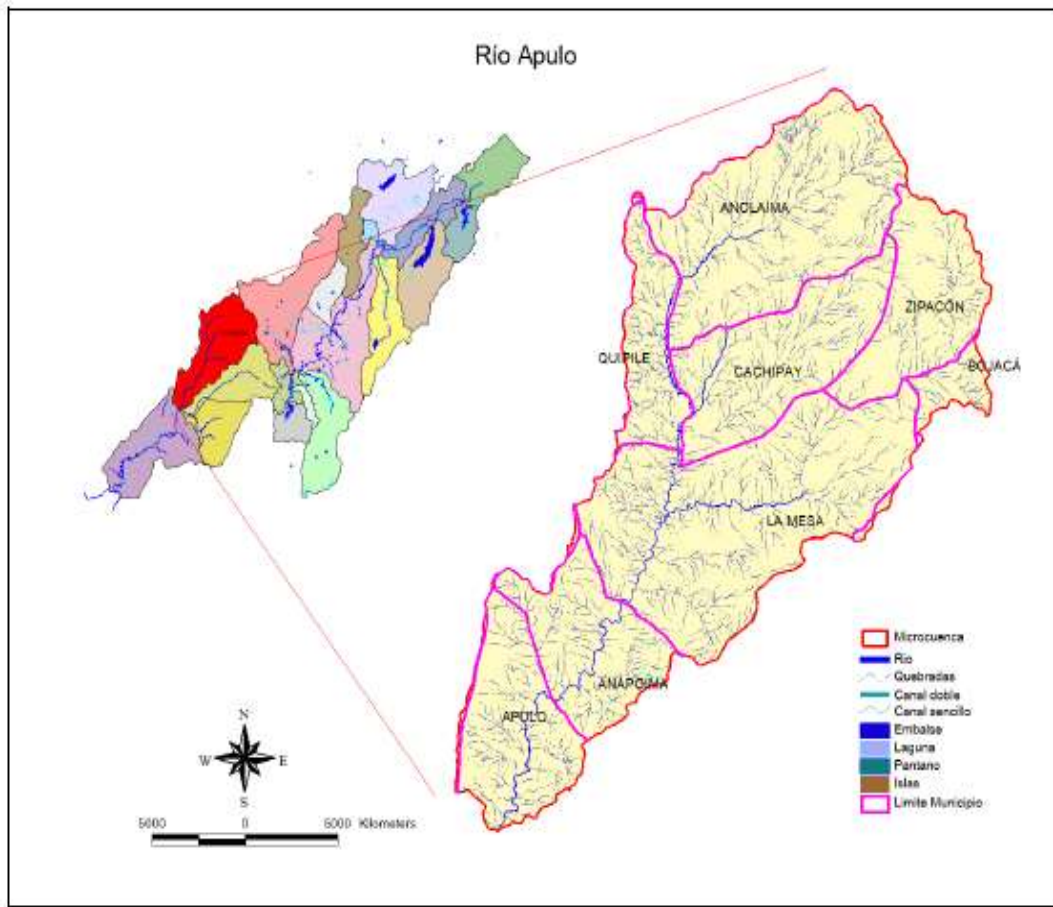 Río Apulo
ANOLAIMA
ZIPACÓN
QUIPILE
BOJACÁ
CACHIPAY
LA MESA
ANAPOIMA
APULO
Microcuenca
Río
Quebradas
Canal doble
Canal sencillo
Embalse
Laguna
Pantano
Islas
Limite Municipio
N
W
E
S
5000 0 5000 Kilometers